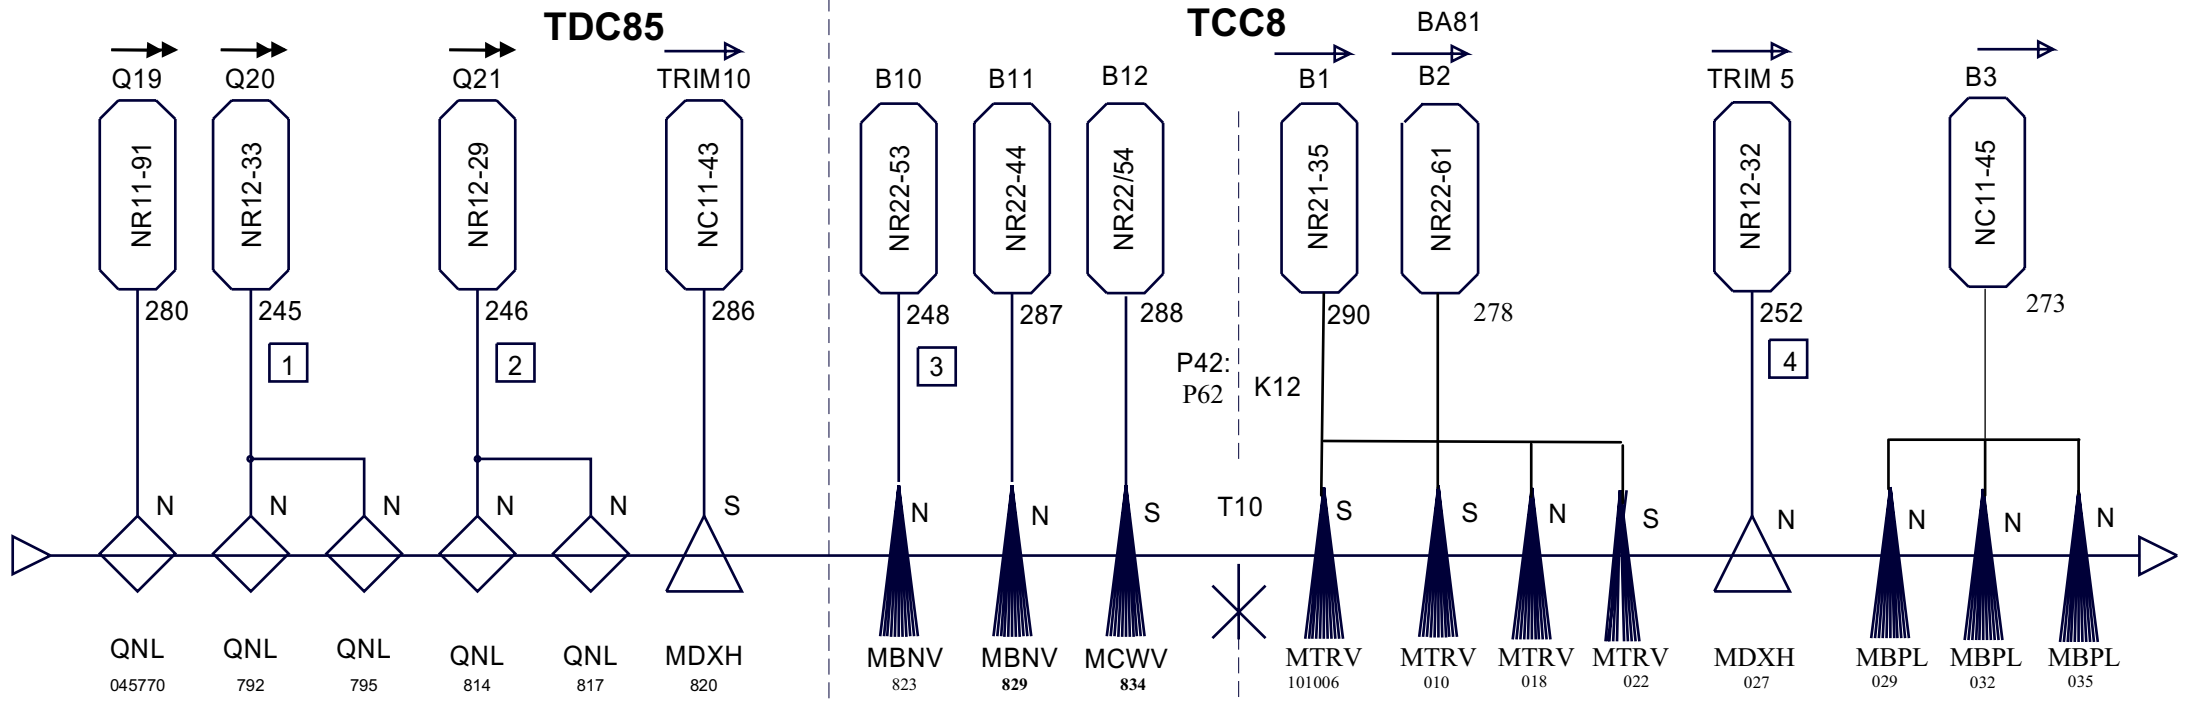 TDC85 TCC8 BA81
Q19 Q20 Q21 TRIM10 B10 B11 B12 B1 B2 TRIM 5 B3
NR11-91 NR12-33 NR12-29 NC11-43 NR22-53 NR22-44 NR22/54 NR21-35 NR22-61 NR12-32 NC11-45
280 245 246 286 248 287 288 290 278 252 273
1 2 3 4
P42: K12
P62
N N N N N S N N S T10 S S N S N N N N
QNL QNL QNL QNL QNL MDXH MBNV MBNV MCWV MTRV MTRV MTRV MTRV MDXH MBPL MBPL MBPL
045770 792 795 814 817 820 823 829 834 101006 010 018 022 027 029 032 035